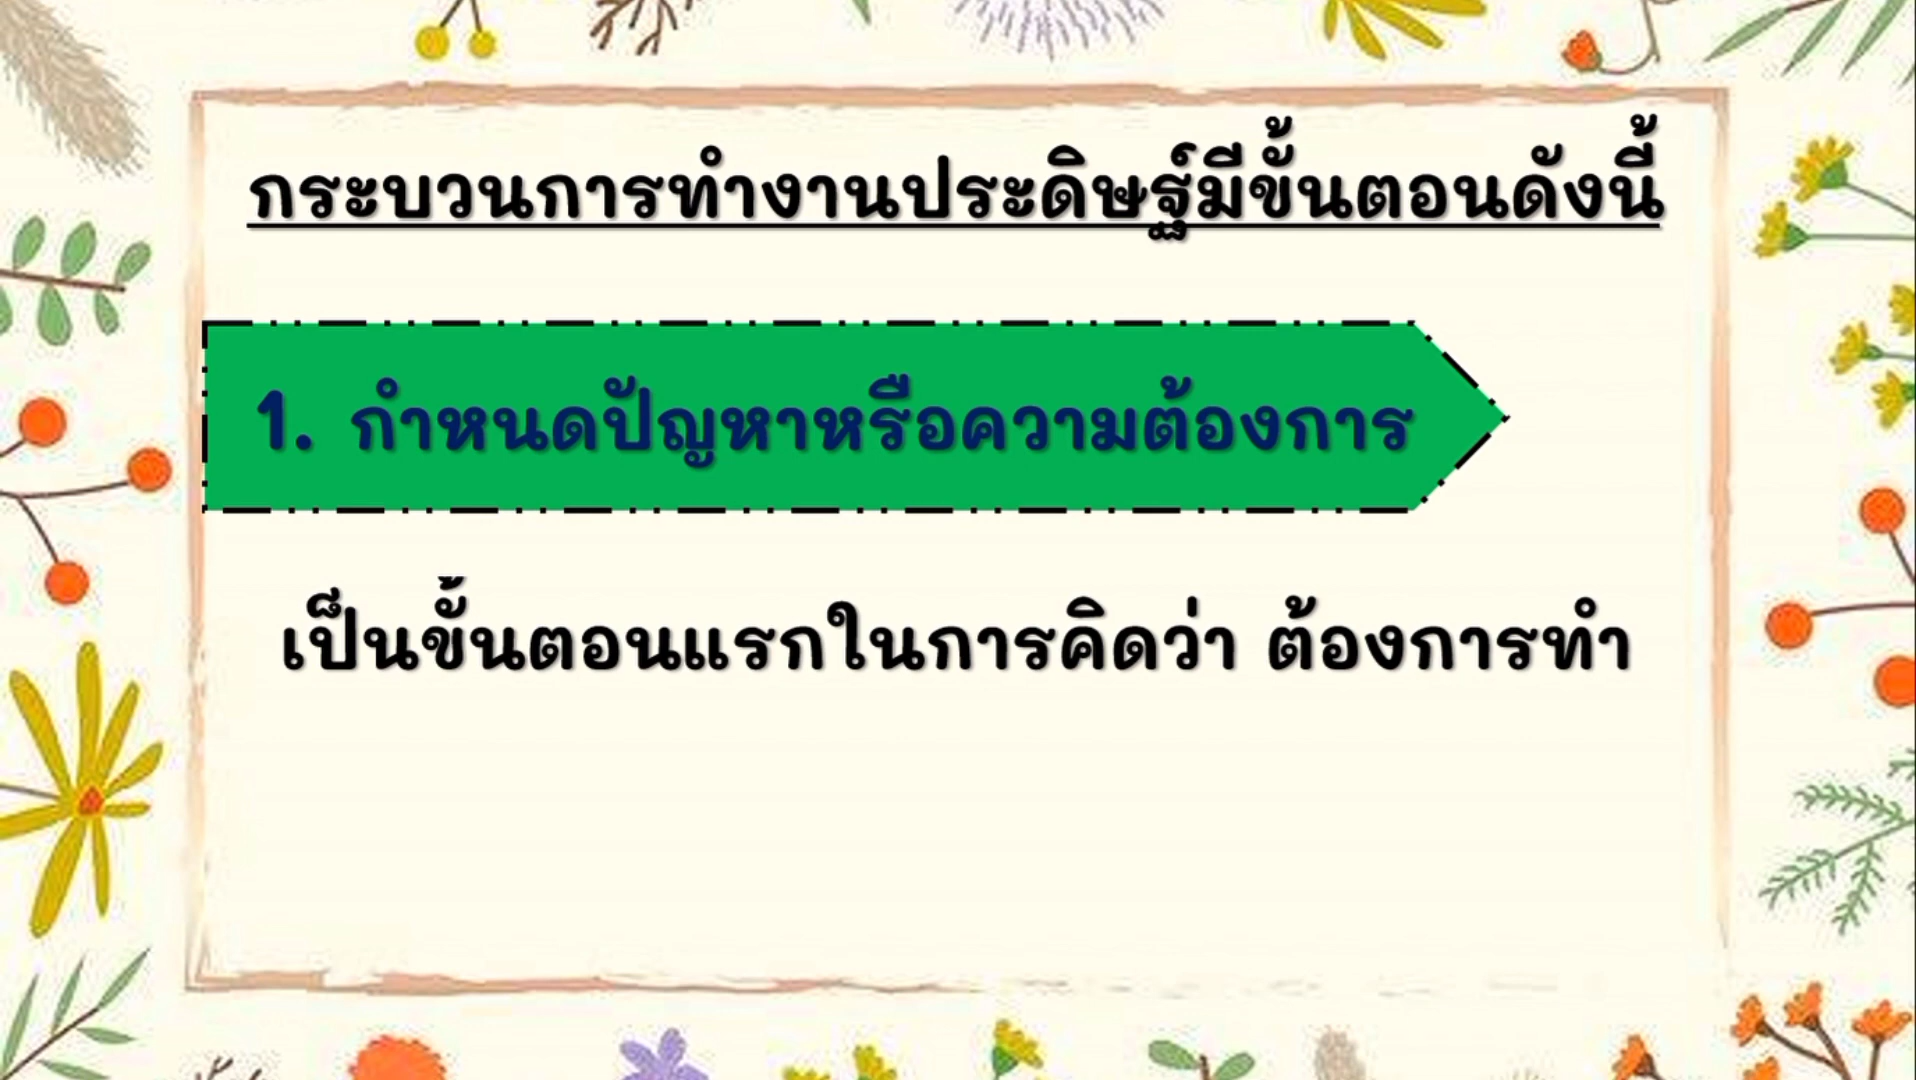 กระบวนการทำงานประดิษฐ์มีขั้นตอนดังนี้
1. กำหนดปัญหาหรือความต้องการ
เป็นขั้นตอนแรกในการคิดว่า ต้องการทำ